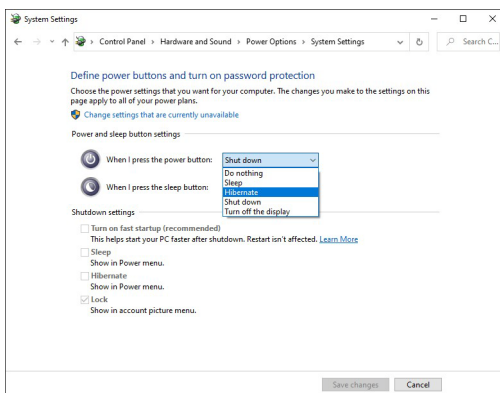 System Settings
Control Panel > Hardware and Sound > Power Options > System Settings
Search C...
Define power buttons and turn on password protection
Choose the power settings that you want for your computer. The changes you make to the settings on this
page apply to all of your power plans.
Change settings that are currently unavailable
Power and sleep button settings
When I press the power button: Shut down
Do nothing
Sleep
When I press the sleep button: Hibernate
Shut down
Turn off the display
Shutdown settings
Turn on fast startup (recommended)
This helps start your PC faster after shutdown. Restart isn't affected. Learn More
Sleep
Show in Power menu.
Hibernate
Show in Power menu.
Lock
Show in account picture menu.
Save changes Cancel